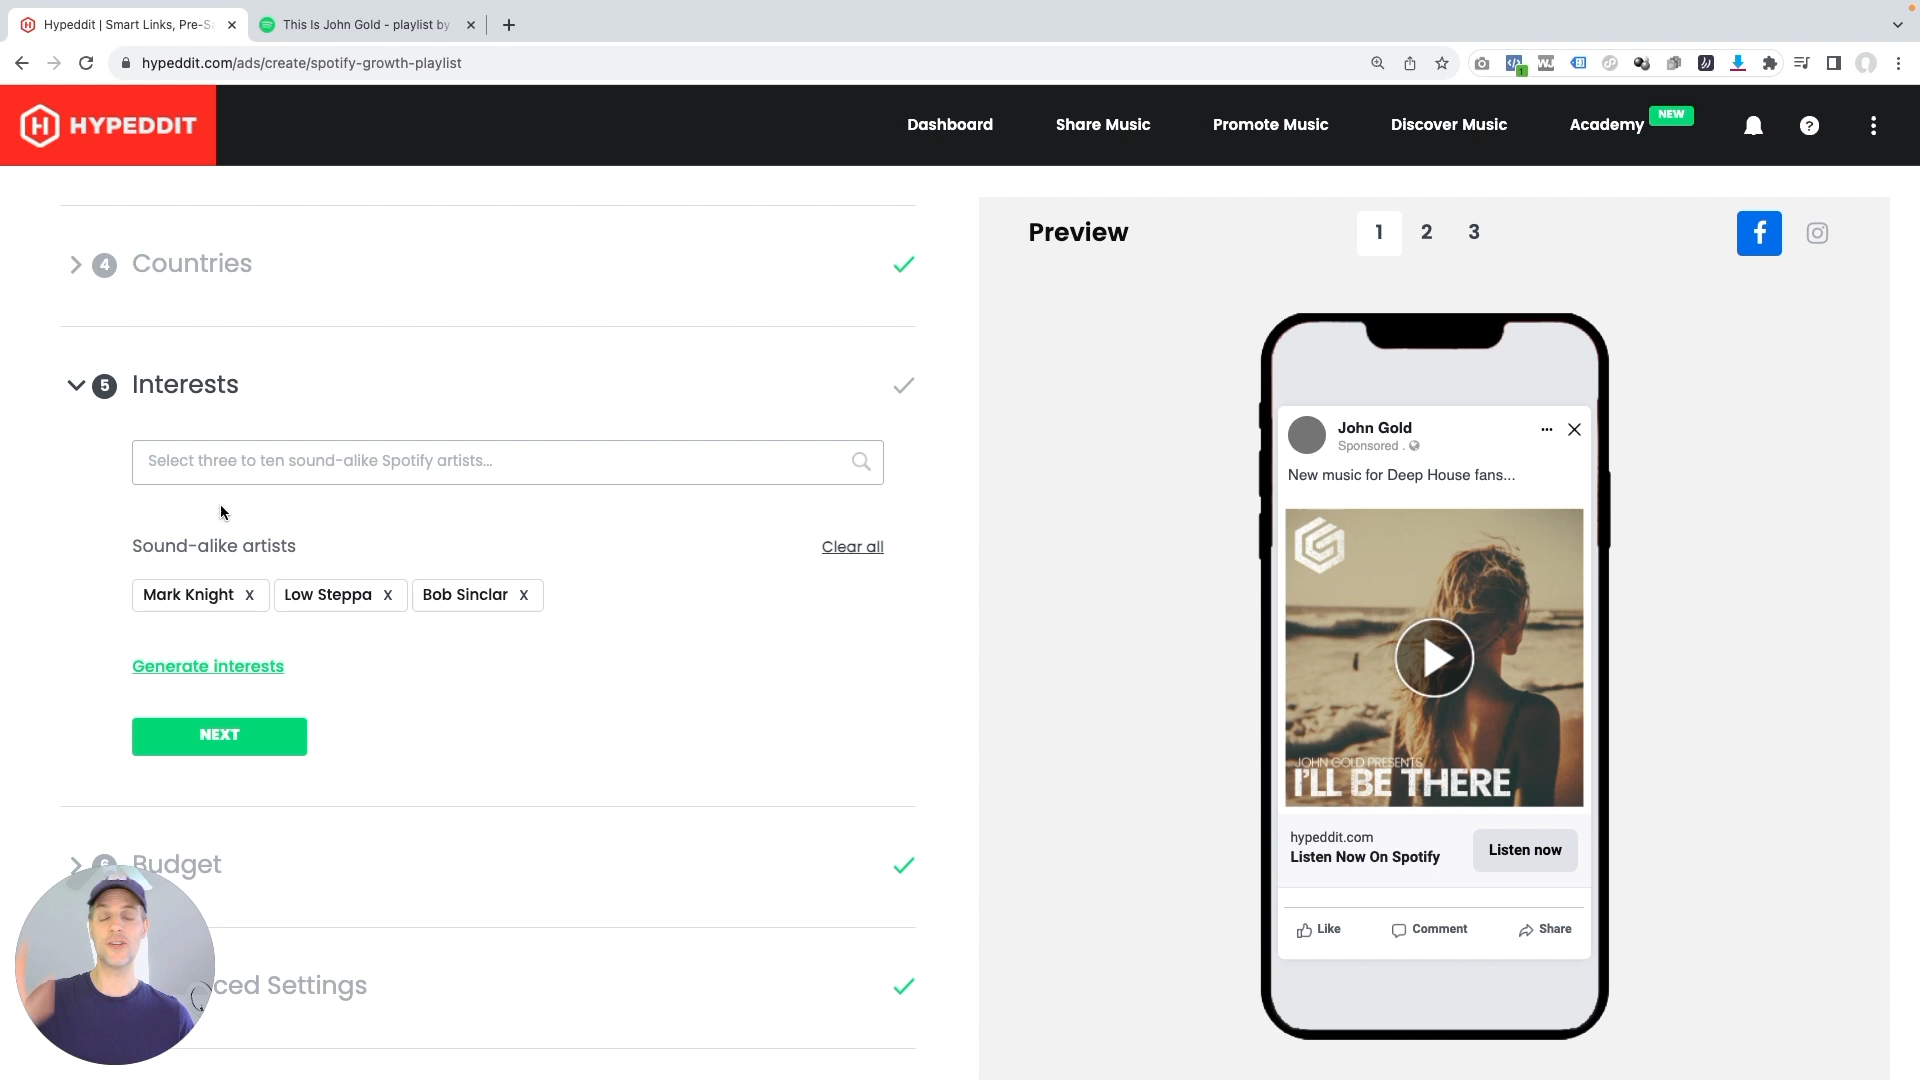 Hypeddit | Smart Links, Pre-S
This Is John Gold - playlist by
hypeddit.com/ads/create/spotify-growth-playlist
HYPEDDIT
Dashboard
Share Music
Promote Music
Discover Music
Academy
NEW
4 Countries
5 Interests
Select three to ten sound-alike Spotify artists...
Sound-alike artists
Clear all
Mark Knight x
Low Steppa x
Bob Sinclar x
Generate interests
NEXT
Budget
ced Settings
Preview
1 2 3
John Gold
Sponsored .
New music for Deep House fans...
JOHN GOLD PRESENTS
I'LL BE THERE
hypeddit.com
Listen Now On Spotify
Listen now
Like
Comment
Share